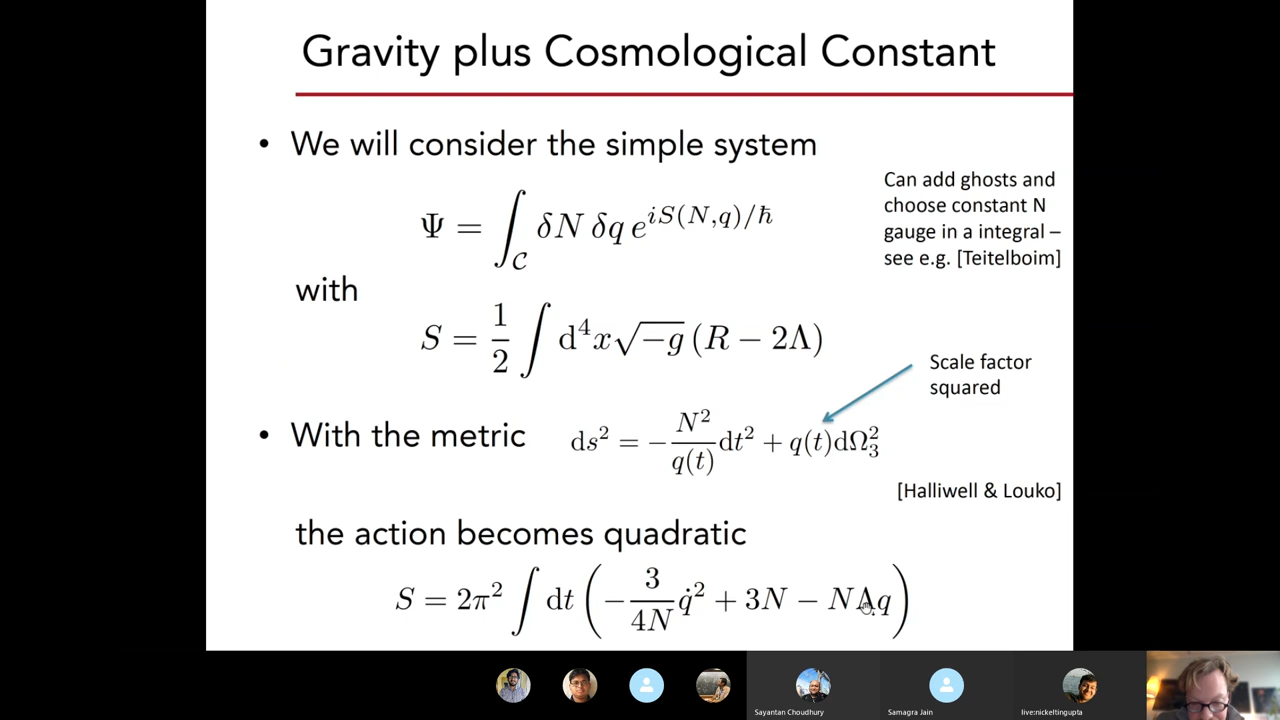 Gravity plus Cosmological Constant
• We will consider the simple system
Can add ghosts and
choose constant N
gauge in a integral –
see e.g. [Teitelboim]
Ψ = ∫_C δN δq e^{iS(N,q)/ħ}
with
S = 1/2 ∫ d⁴x√−g (R − 2Λ)
Scale factor
squared
• With the metric ds² = − N²/q(t) dt² + q(t)dΩ₃²
[Halliwell & Louko]
the action becomes quadratic
S = 2π² ∫ dt ( − 3/4N q̇² + 3N − NΛq )
Sayantan Choudhury
Samagra Jain
live:nickeltingupta